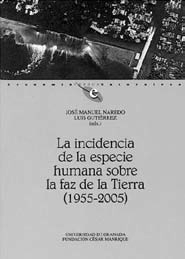 JOSÉ MANUEL NAREDO
LUIS GUTIÉRREZ
(eds.)
La incidencia
de la especie
humana sobre
la faz de la Tierra
(1955-2005)
UNIVERSIDAD DE GRANADA
FUNDACIÓN CÉSAR MANRIQUE